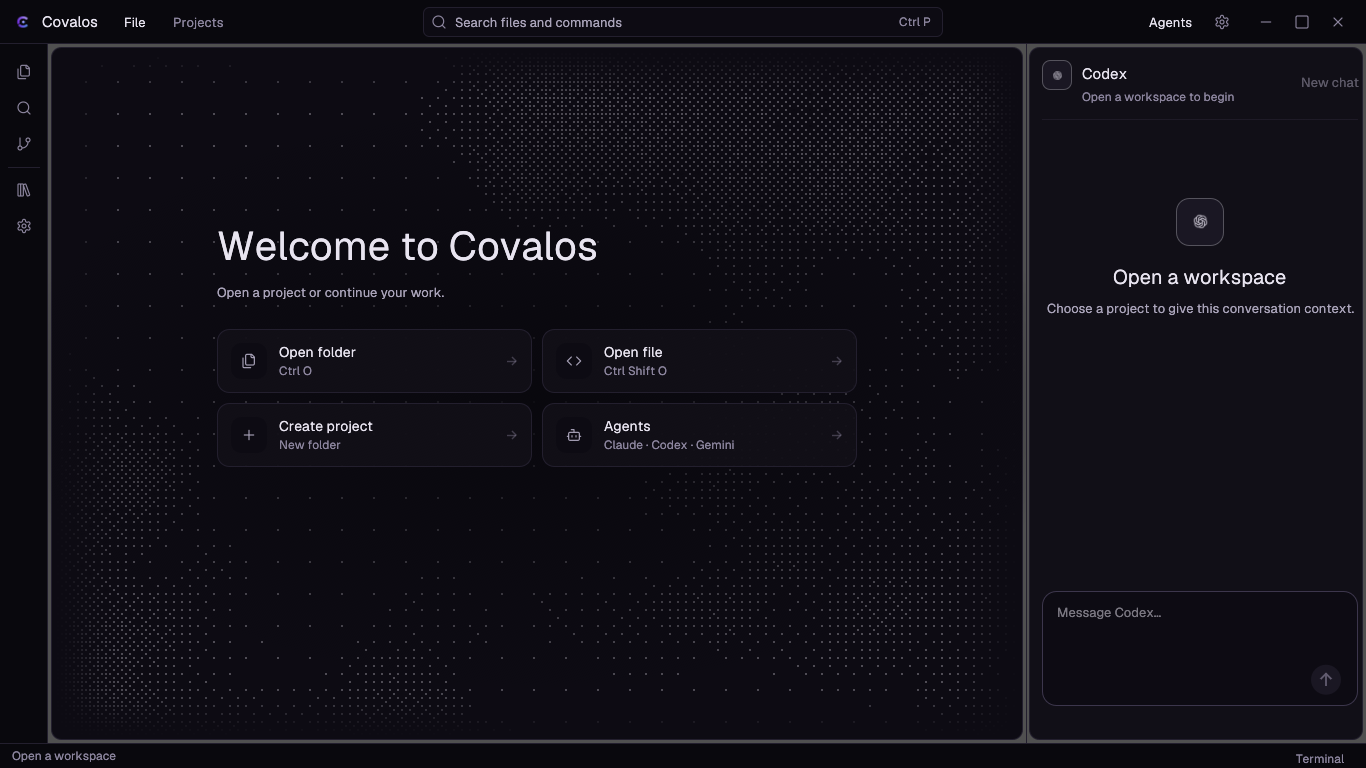 Covalos
File
Projects
Search files and commands
Ctrl P
Agents
Codex
Open a workspace to begin
New chat
Welcome to Covalos
Open a project or continue your work.
Open folder
Ctrl O
Open file
Ctrl Shift O
Create project
New folder
Agents
Claude · Codex · Gemini
Open a workspace
Choose a project to give this conversation context.
Message Codex…
Open a workspace
Terminal